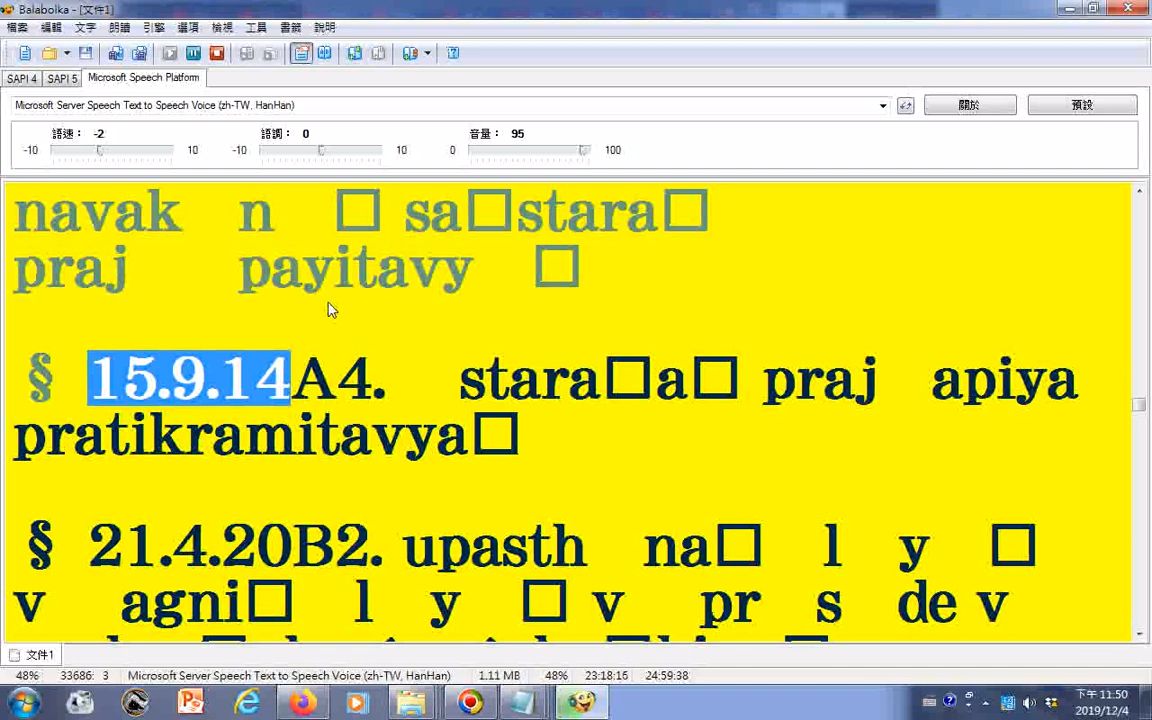 Balabolka - [文件1]
檔案 編輯 文字 朗讀 引擎 選項 檢視 工具 書籤 說明
SAPI 4 SAPI 5 Microsoft Speech Platform
Microsoft Server Speech Text to Speech Voice (zh-TW, HanHan) 關於 預設
語速： -2 語調： 0 音量： 95
-10 10 -10 10 0 100
navak n □ sa□stara□
praj payitavy □
§ 15.9.14A4. stara□a□ praj apiya
pratikramitavya□
§ 21.4.20B2. upasth na□ l y □
v agni□ l y □ v pr s de v
文件1
48% 33686: 3 Microsoft Server Speech Text to Speech Voice (zh-TW, HanHan) 1.11 MB 48% 23:18:16 24:59:38
下午 11:50
2019/12/4